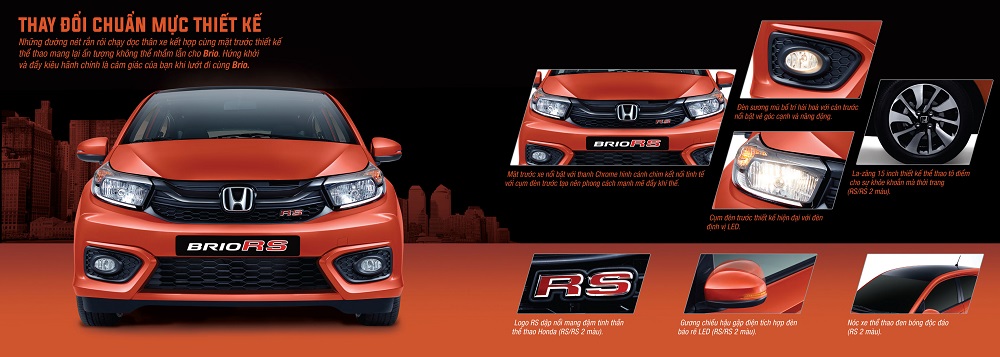 THAY ĐỔI CHUẨN MỰC THIẾT KẾ
Những đường nét rắn rỏi chạy dọc thân xe kết hợp cùng mặt trước thiết kế
thể thao mang lại ấn tượng không thể nhầm lẫn cho Brio. Hứng khởi
và đầy kiêu hãnh chính là cảm giác của bạn khi lướt đi cùng Brio.
RS
BRIO RS
RS
BRIO RS
Mặt trước xe nổi bật với thanh Chrome hình cánh chim kết nối tinh tế
với cụm đèn trước tạo nên phong cách mạnh mẽ đầy khí thế.
Đèn sương mù bố trí hài hoà với cản trước
nổi bật vẻ góc cạnh và năng động.
Cụm đèn trước thiết kế hiện đại với đèn
định vị LED.
La-zăng 15 inch thiết kế thể thao tô điểm
cho sự khỏe khoắn mà thời trang
(RS/RS 2 màu).
RS
Logo RS dập nổi mang đậm tinh thần
thể thao Honda (RS/RS 2 màu).
Gương chiếu hậu gập điện tích hợp đèn
báo rẽ LED (RS/RS 2 màu).
Nóc xe thể thao đen bóng độc đáo
(RS 2 màu).